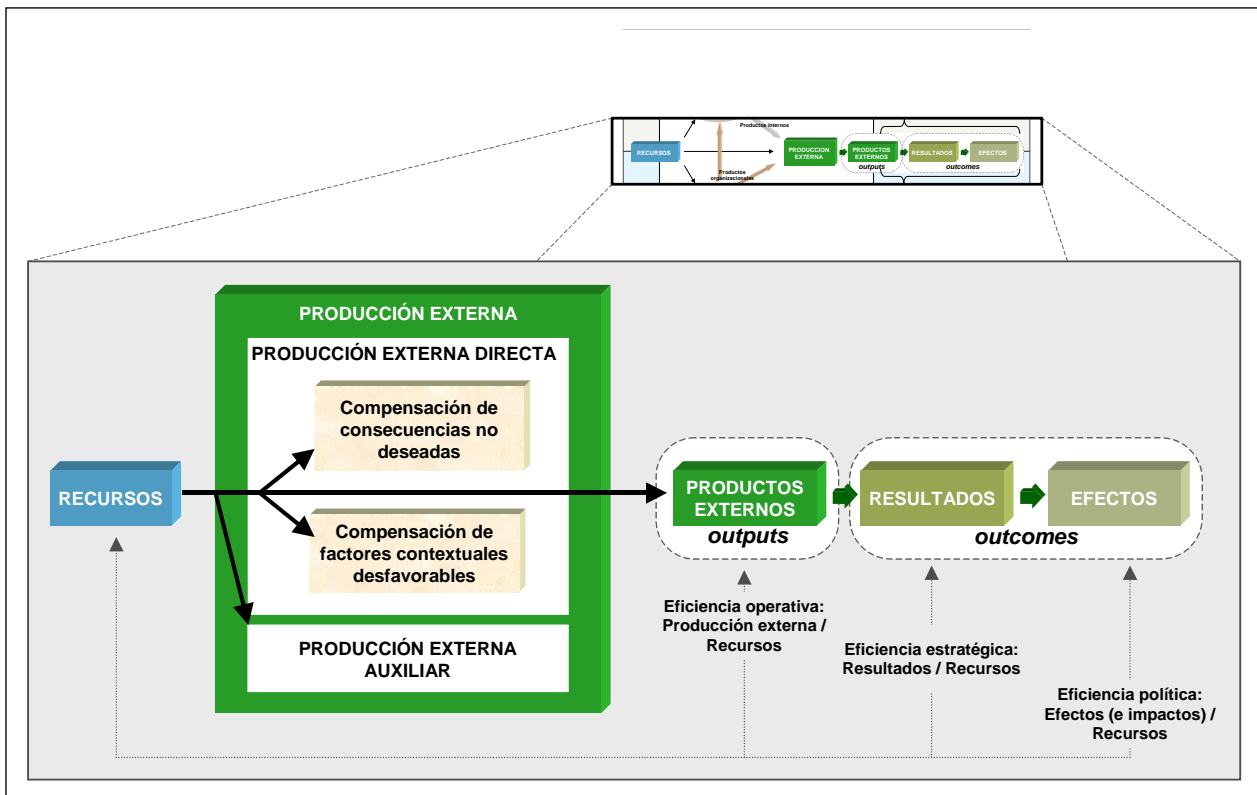 Productos internos
RECURSOS
PRODUCCION
EXTERNA
PRODUCTOS
EXTERNOS
outputs
RESULTADOS
EFECTOS
outcomes
Productos
organizacionales
PRODUCCIÓN EXTERNA
PRODUCCIÓN EXTERNA DIRECTA
Compensación de
consecuencias no
deseadas
RECURSOS
PRODUCTOS
EXTERNOS
outputs
RESULTADOS
EFECTOS
outcomes
Compensación de
factores contextuales
desfavorables
PRODUCCIÓN EXTERNA
AUXILIAR
Eficiencia operativa:
Producción externa /
Recursos
Eficiencia estratégica:
Resultados / Recursos
Eficiencia política:
Efectos (e impactos) /
Recursos